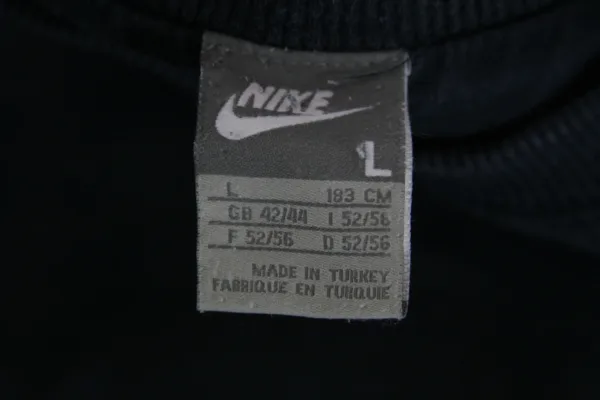 NIKE
L
L 183 CM
GB 42/44 I 52/56
F 52/56 D 52/56
MADE IN TURKEY
FABRIQUE EN TURQUIE